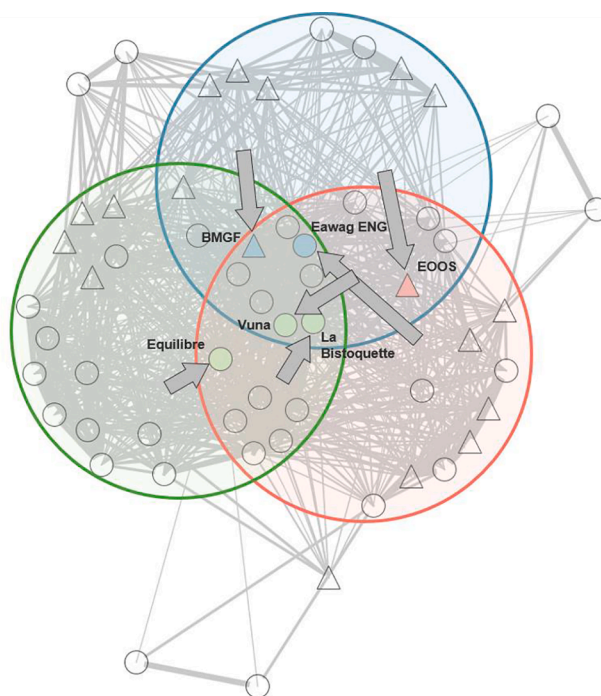 Eawag ENG
BMGF
EOOS
Vuna
La
Bistoquette
Equilibre